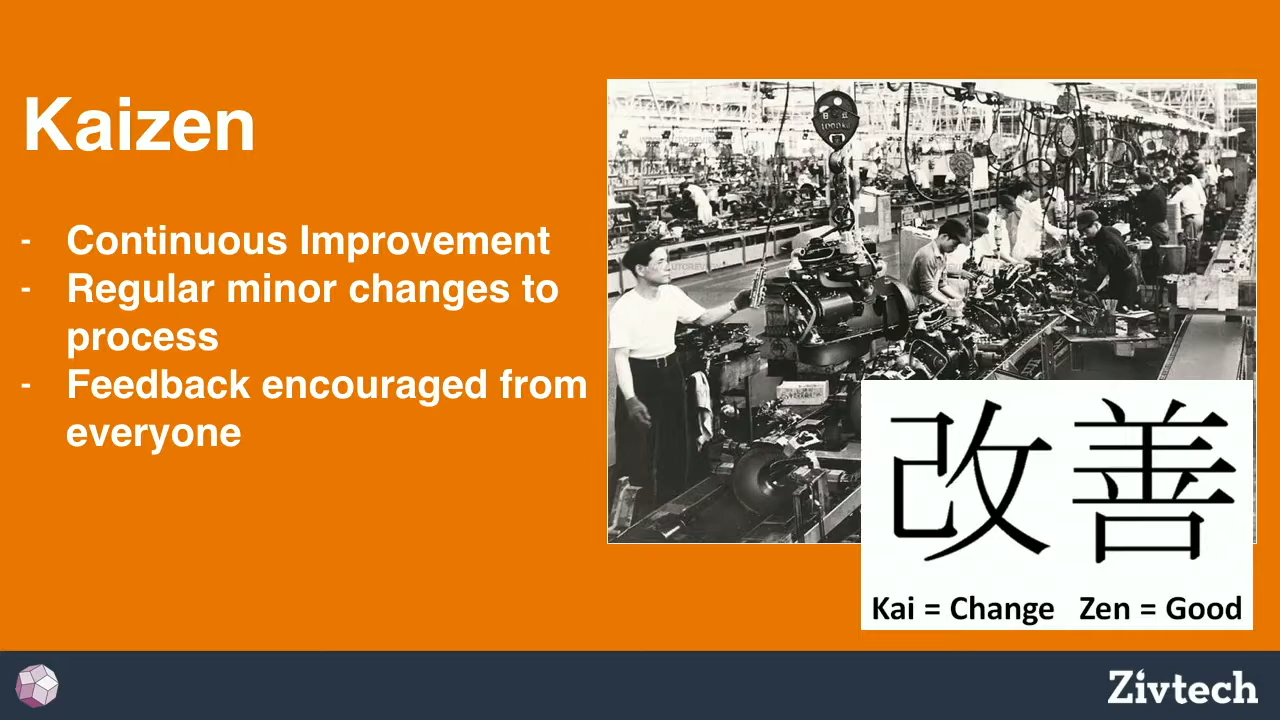 Kaizen
- Continuous Improvement
- Regular minor changes to
process
- Feedback encouraged from
everyone
1000kg
改善
Kai = Change Zen = Good
Zivtech